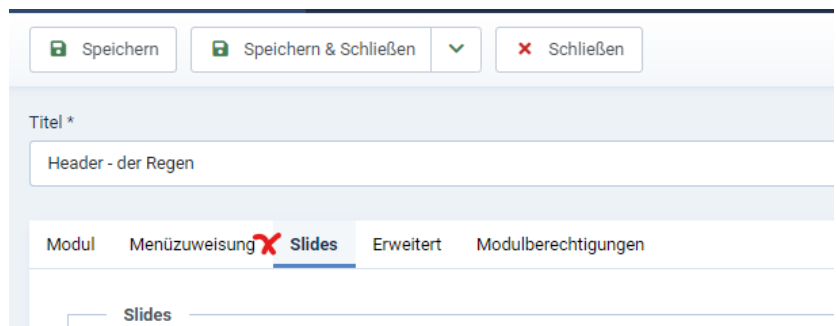 Speichern Speichern & Schließen Schließen
Titel *
Header - der Regen
Modul Menüzuweisung Slides Erweitert Modulberechtigungen
Slides